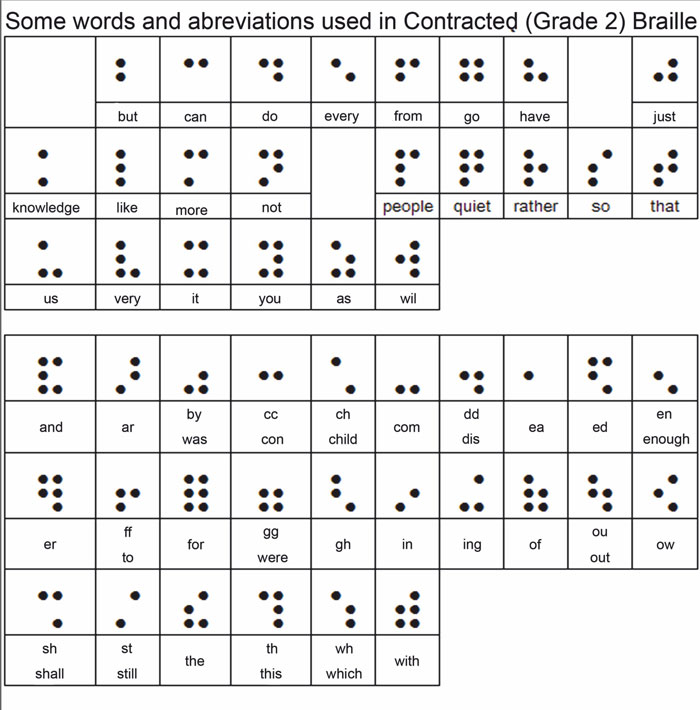 Some words and abreviations used in Contracted (Grade 2) Braille
but can do every from go have just
knowledge like more not people quiet rather so that
us very it you as wil
and ar by cc ch com dd ea ed en
was con child dis enough
er ff for gg gh in ing of ou ow
to were out
sh st the th wh with
shall still this which